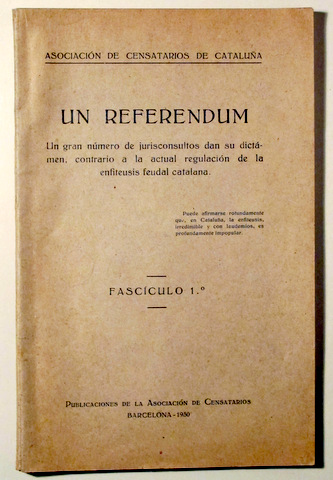 ASOCIACIÓN DE CENSATARIOS DE CATALUÑA
UN REFERENDUM
Un gran número de jurisconsultos dan su dictá-
men, contrario a la actual regulación de la
enfiteusis feudal catalana.
Puede afirmarse rotundamente
que, en Cataluña, la enfiteusis,
irredimible y con laudemios, es
profundamente impopular.
FASCÍCULO 1.º
PUBLICACIONES DE LA ASOCIACIÓN DE CENSATARIOS
BARCELONA - 1930